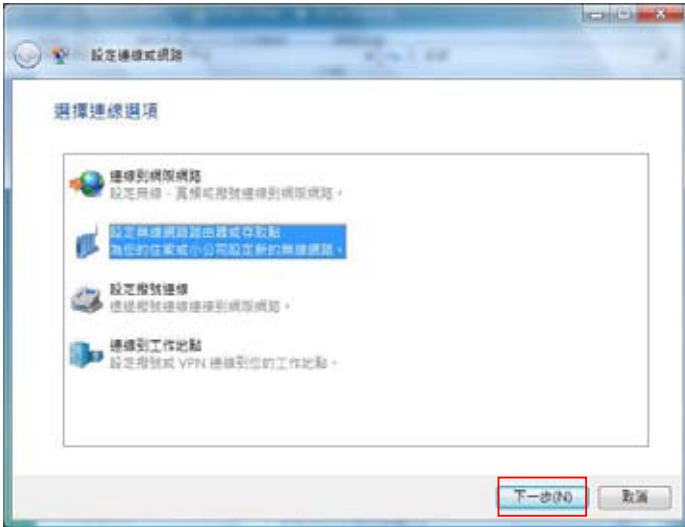 設定連線或網路
選擇連線選項
連線到網際網路
設定無線、寬頻或撥號連線到網際網路。
設定無線網路路由器或存取點
為您的住家或小公司設定新的無線網路。
設定撥號連線
透過撥號連線連接到網際網路。
連線到工作地點
設定撥號或 VPN 連線到您的工作地點。
下一步(N)
取消